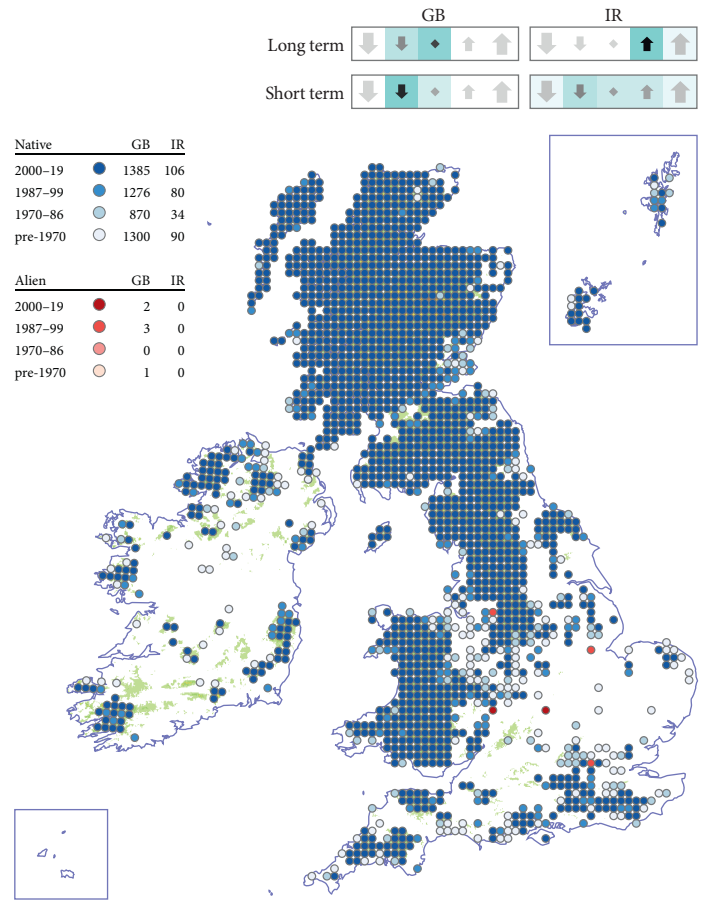 GB IR
Long term
Short term
Native GB IR
2000–19 1385 106
1987–99 1276 80
1970–86 870 34
pre-1970 1300 90
Alien GB IR
2000–19 2 0
1987–99 3 0
1970–86 0 0
pre-1970 1 0